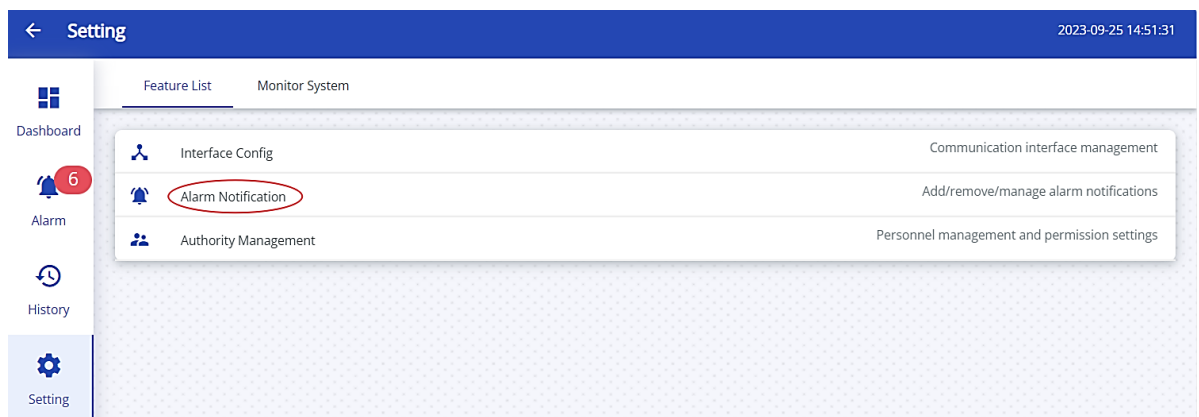 Setting
2023-09-25 14:51:31
Dashboard
6
Alarm
History
Setting
Feature List
Monitor System
Interface Config
Communication interface management
Alarm Notification
Add/remove/manage alarm notifications
Authority Management
Personnel management and permission settings